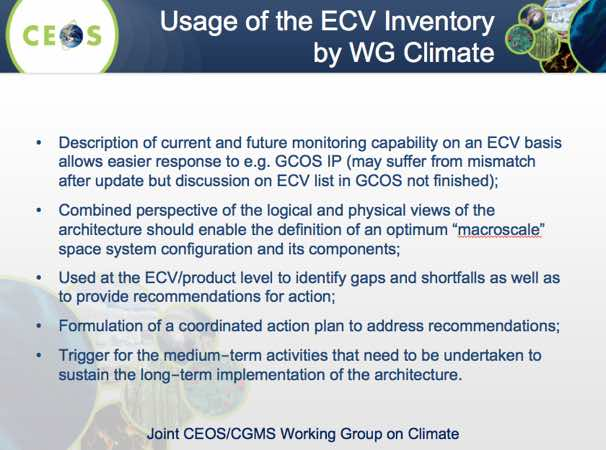 CEOS
Usage of the ECV Inventory
by WG Climate
• Description of current and future monitoring capability on an ECV basis
allows easier response to e.g. GCOS IP (may suffer from mismatch
after update but discussion on ECV list in GCOS not finished);
• Combined perspective of the logical and physical views of the
architecture should enable the definition of an optimum “macroscale”
space system configuration and its components;
• Used at the ECV/product level to identify gaps and shortfalls as well as
to provide recommendations for action;
• Formulation of a coordinated action plan to address recommendations;
• Trigger for the medium–term activities that need to be undertaken to
sustain the long–term implementation of the architecture.
Joint CEOS/CGMS Working Group on Climate